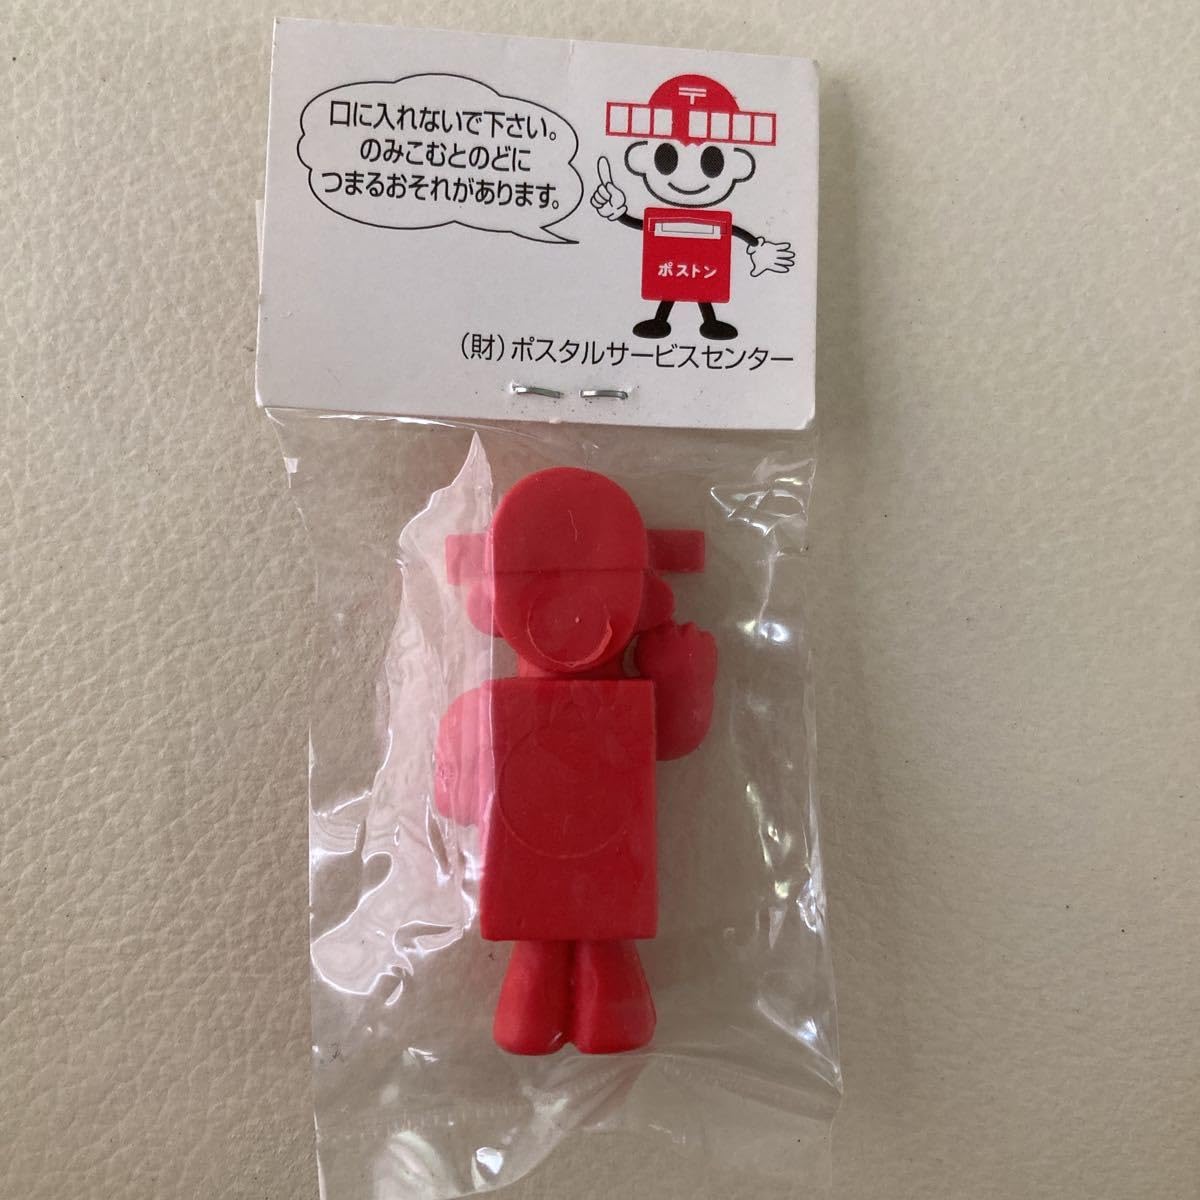 口に入れないで下さい。
のみこむとのどに
つまるおそれがあります。
〒
ポストン
（財）ポスタルサービスセンター